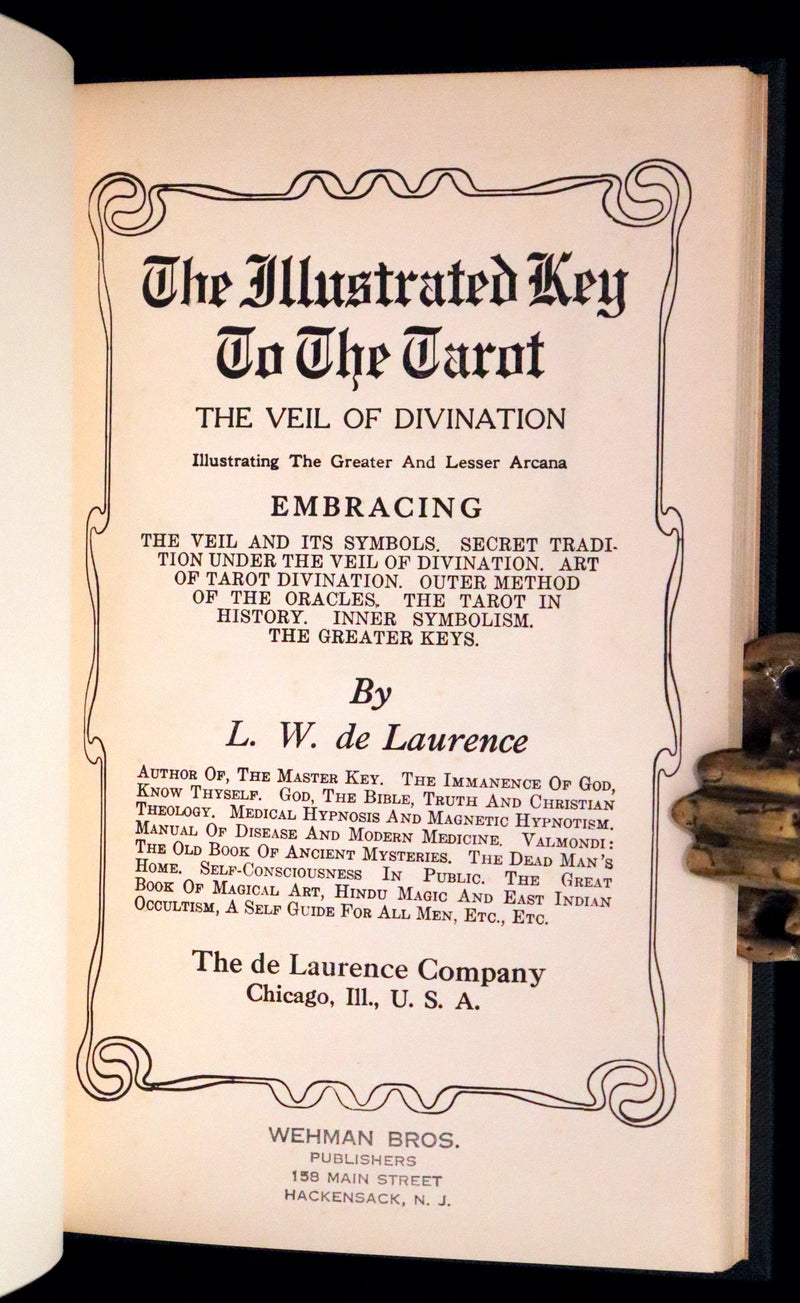 The Illustrated Key
To The Tarot
THE VEIL OF DIVINATION
Illustrating The Greater And Lesser Arcana
EMBRACING
THE VEIL AND ITS SYMBOLS. SECRET TRADI-
TION UNDER THE VEIL OF DIVINATION. ART
OF TAROT DIVINATION. OUTER METHOD
OF THE ORACLES. THE TAROT IN
HISTORY. INNER SYMBOLISM.
THE GREATER KEYS.
By
L. W. de Laurence
AUTHOR OF, THE MASTER KEY. THE IMMANENCE OF GOD,
KNOW THYSELF. GOD, THE BIBLE, TRUTH AND CHRISTIAN
THEOLOGY. MEDICAL HYPNOSIS AND MAGNETIC HYPNOTISM.
MANUAL OF DISEASE AND MODERN MEDICINE. VALMONDI:
THE OLD BOOK OF ANCIENT MYSTERIES. THE DEAD MAN'S
HOME. SELF-CONSCIOUSNESS IN PUBLIC. THE GREAT
BOOK OF MAGICAL ART, HINDU MAGIC AND EAST INDIAN
OCCULTISM, A SELF GUIDE FOR ALL MEN, ETC., ETC.
The de Laurence Company
Chicago, Ill., U. S. A.
WEHMAN BROS.
PUBLISHERS
158 MAIN STREET
HACKENSACK, N. J.